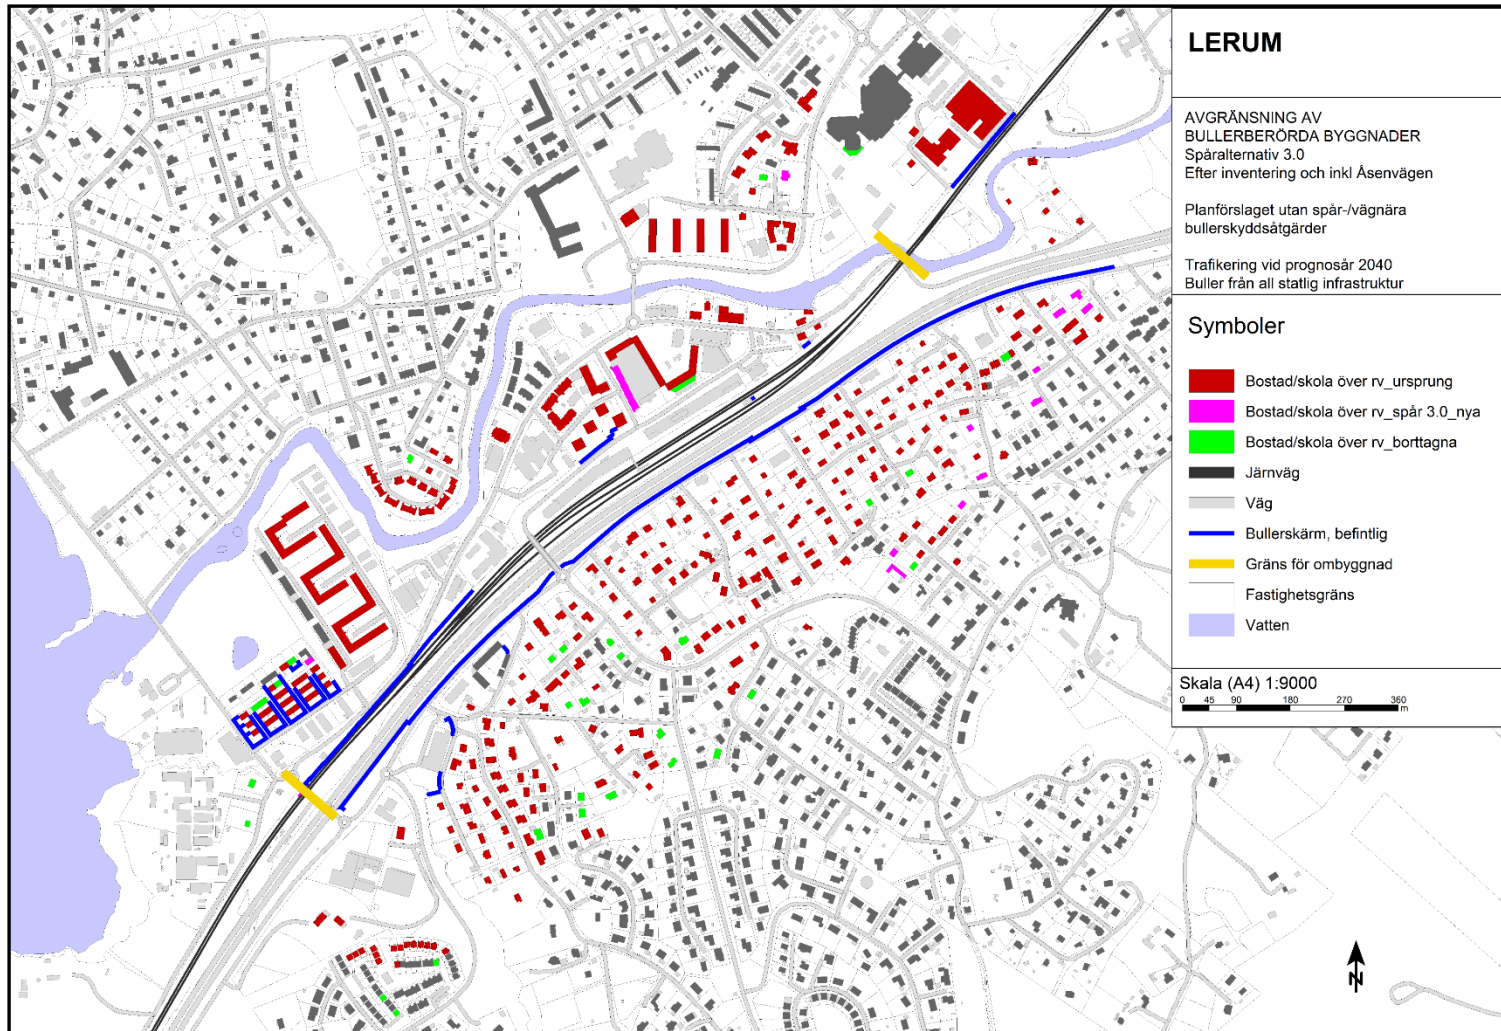 LERUM
AVGRÄNSNING AV
BULLERBERÖRDA BYGGNADER
Spåralternativ 3.0
Efter inventering och inkl Åsenvägen
Planförslaget utan spår-/vägnära
bullerskyddsåtgärder
Trafikering vid prognosår 2040
Buller från all statlig infrastruktur
Symboler
Bostad/skola över rv_ursprung
Bostad/skola över rv_spår 3.0_nya
Bostad/skola över rv_borttagna
Järnväg
Väg
Bullerskärm, befintlig
Gräns för ombyggnad
Fastighetsgräns
Vatten
Skala (A4) 1:9000
0 45 90 180 270 360
m
N